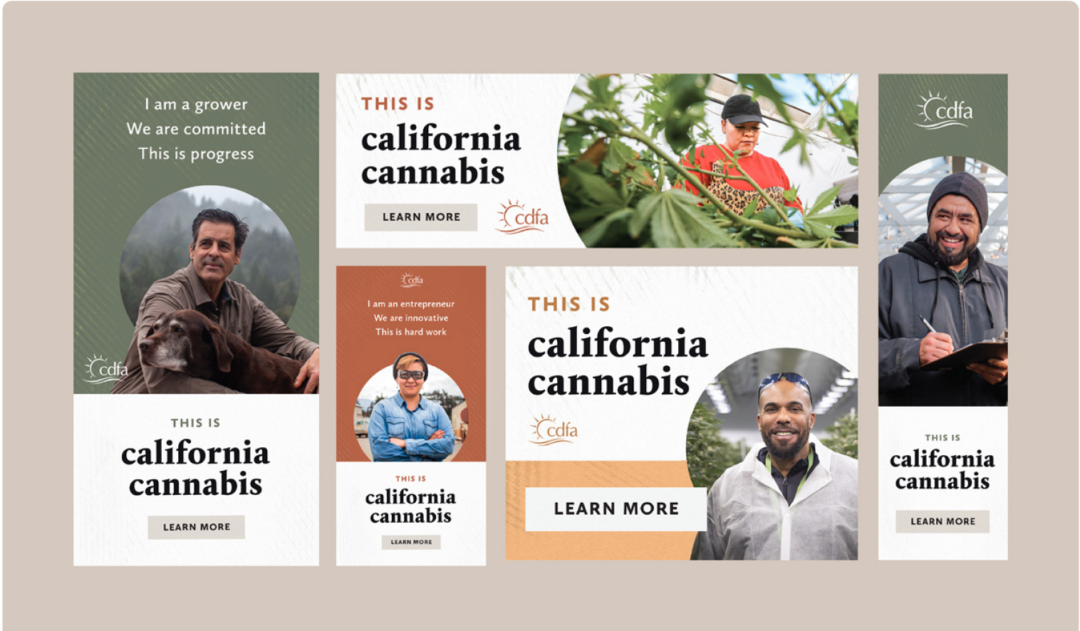 I am a grower
We are committed
This is progress
cdfa
THIS IS
california
cannabis
LEARN MORE
THIS IS
california
cannabis
LEARN MORE
cdfa
cdfa
I am an entrepreneur
We are innovative
This is hard work
THIS IS
california
cannabis
LEARN MORE
THIS IS
california
cannabis
cdfa
LEARN MORE
cdfa
THIS IS
california
cannabis
LEARN MORE